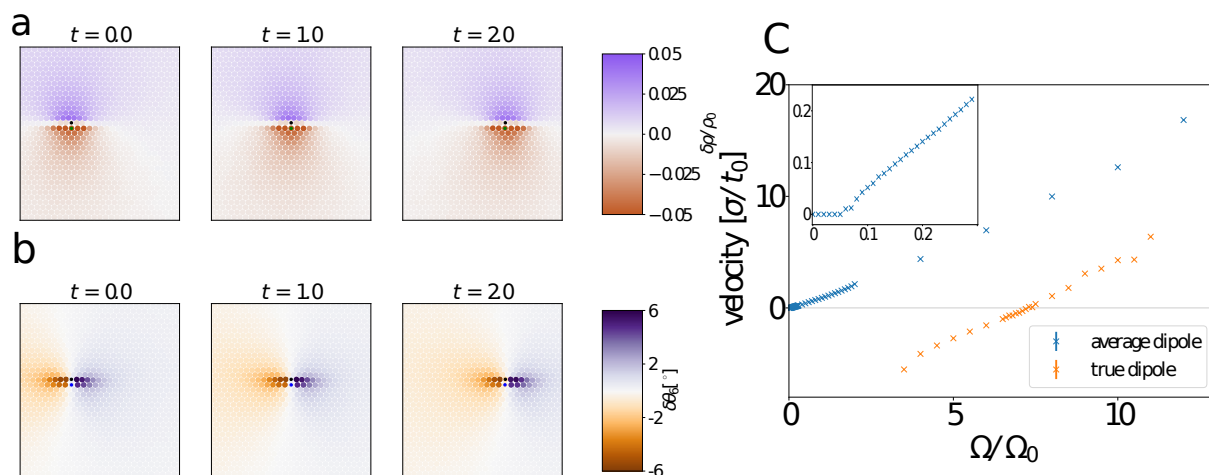 a
t = 0.0
t = 1.0
t = 2.0
0.05
0.025
0.0
−0.025
−0.05
δρ/ρ₀
b
t = 0.0
t = 1.0
t = 2.0
6
2
-2
-6
δθ₆[°]
C
20
10
0
velocity [σ/t₀]
0.2
0.1
0
0
0.1
0.2
average dipole
true dipole
0
5
10
Ω/Ω₀